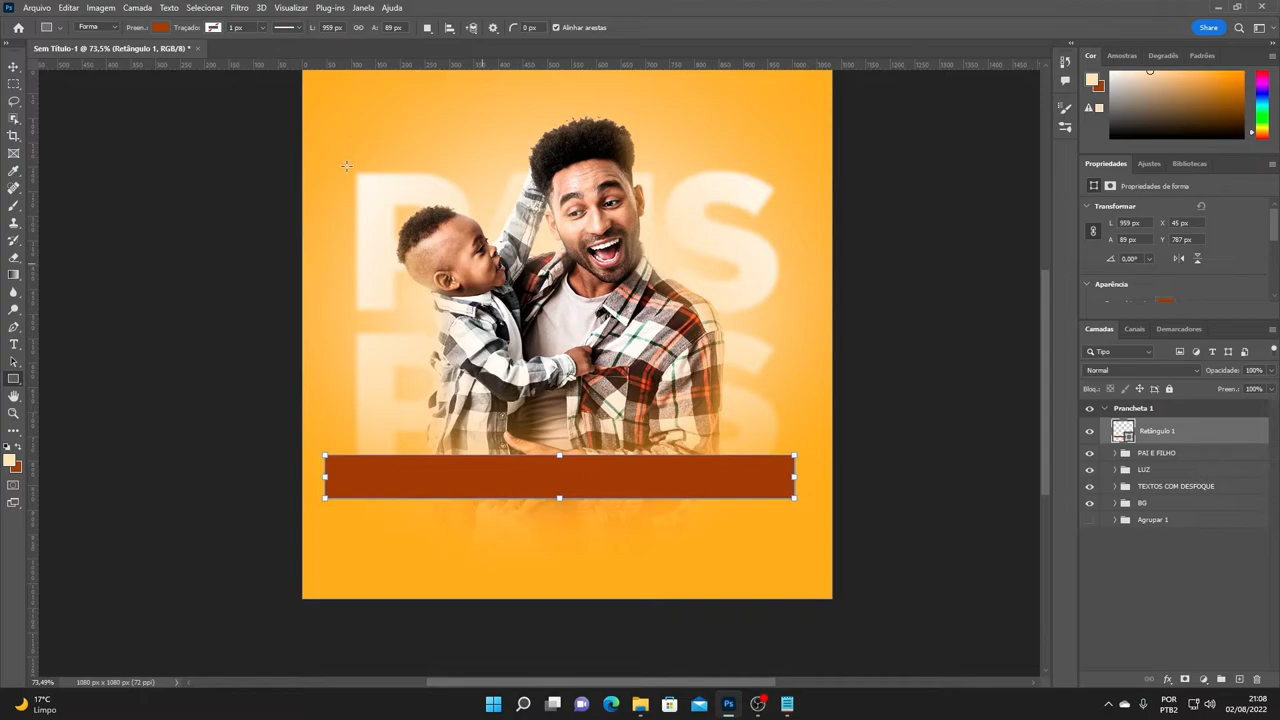 Arquivo Editar Imagem Camada Texto Selecionar Filtro 3D Visualizar Plug-ins Janela Ajuda
Forma Preen.: Traçado: 1 px L: 959 px A: 89 px 0 px Alinhar arestas Share
Sem Título-1 @ 73,5% (Retângulo 1, RGB/8) * ×
Cor Amostras Degradês Padrões
Propriedades Ajustes Bibliotecas
Propriedades de forma
Transformar
L 959 px X 45 px
A 89 px Y 787 px
0,00°
Aparência
Camadas Canais Demarcadores
Tipo
Normal Opacidade: 100%
Bloq.: Preen.: 100%
Prancheta 1
Retângulo 1
PAI E FILHO
LUZ
TEXTOS COM DESFOQUE
BG
Agrupar 1
73,49% 1080 px x 1080 px (72 ppi)
17°C
Limpo
POR
PTB2
21:08
02/08/2022